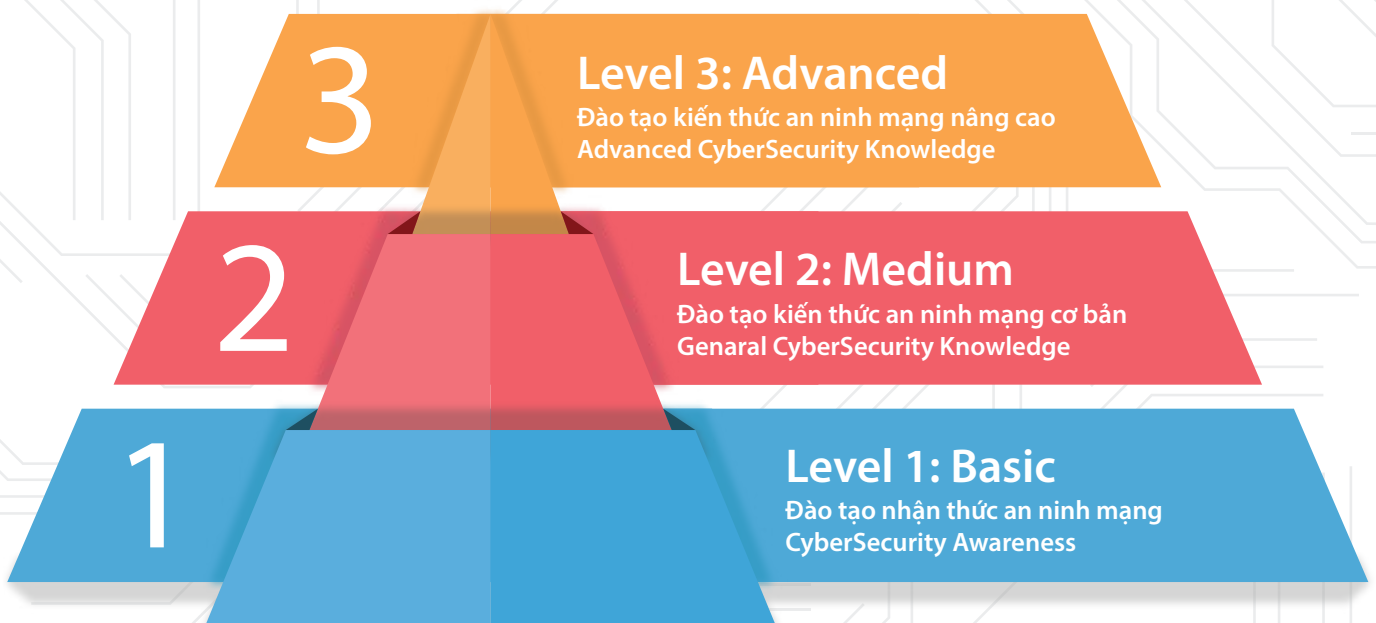 3
Level 3: Advanced
Đào tạo kiến thức an ninh mạng nâng cao
Advanced CyberSecurity Knowledge
2
Level 2: Medium
Đào tạo kiến thức an ninh mạng cơ bản
Genaral CyberSecurity Knowledge
1
Level 1: Basic
Đào tạo nhận thức an ninh mạng
CyberSecurity Awareness